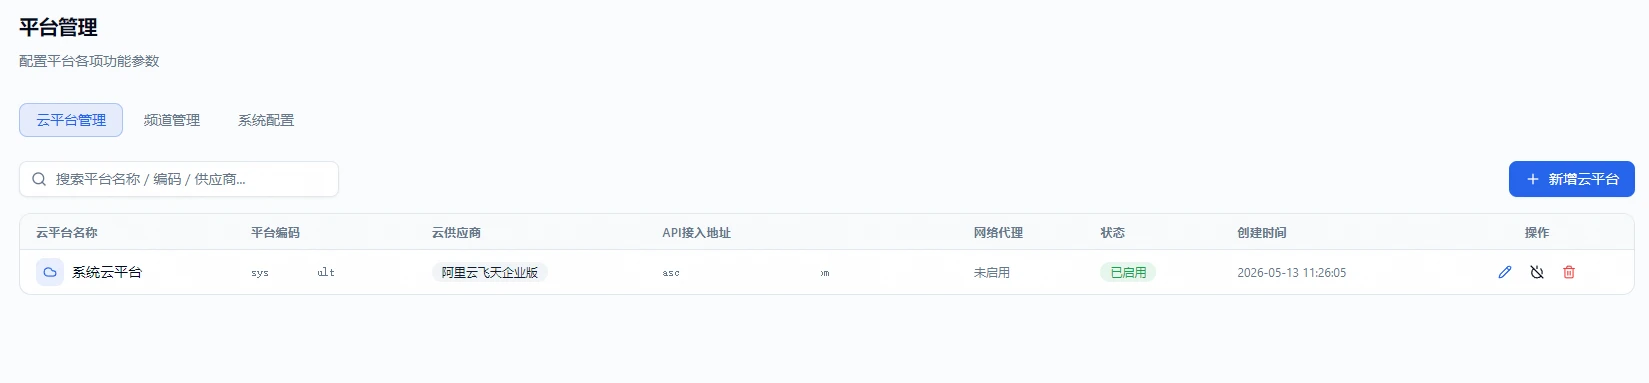 平台管理
配置平台各项功能参数
云平台管理 频道管理 系统配置
搜索平台名称 / 编码 / 供应商...
+ 新增云平台
云平台名称 平台编码 云供应商 API接入地址 网络代理 状态 创建时间 操作
系统云平台 sys ult 阿里云飞天企业版 asc om 未启用 已启用 2026-05-13 11:26:05